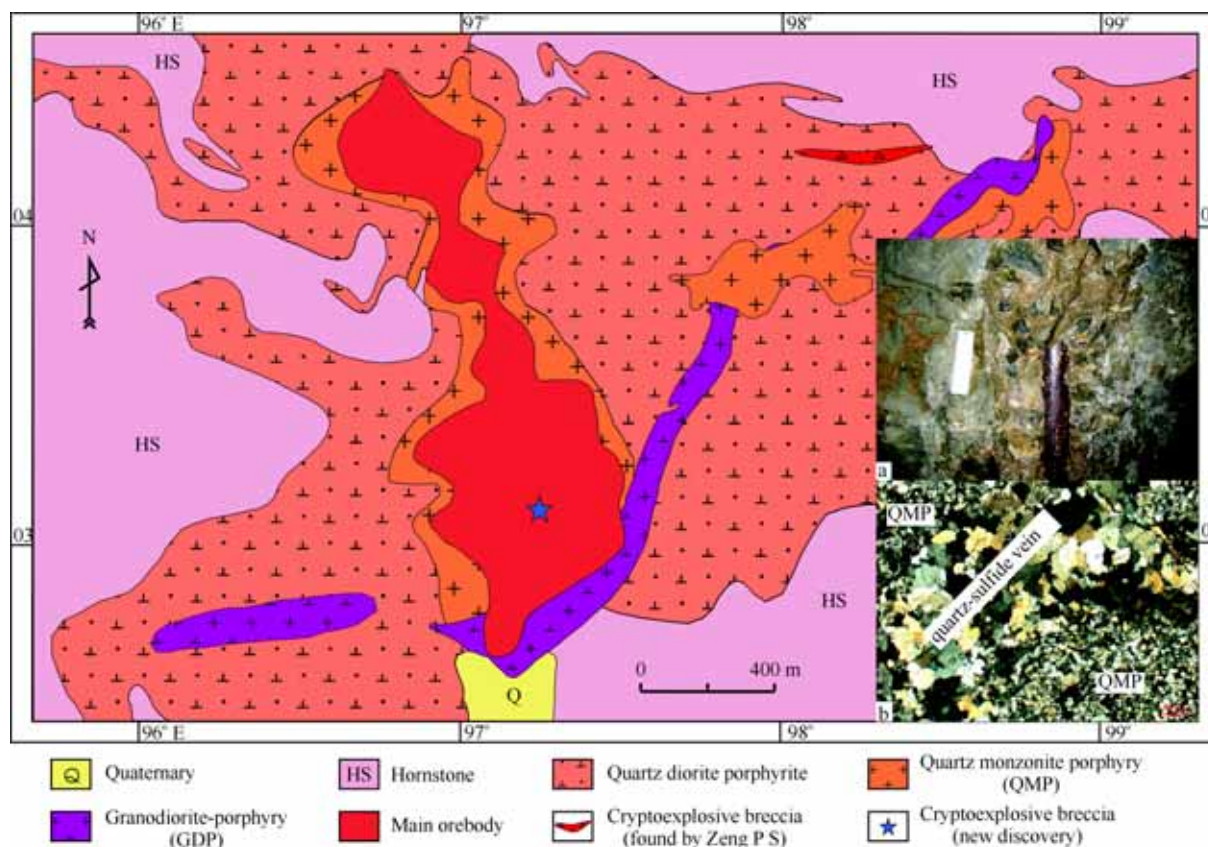 96° E 97° 98° 99°
HS
HS
04
0
N
a
HS
QMP
03
0
quartz-sulfide vein
HS
0 400 m
QMP
Q
b
96° E 97° 98° 99°
Q Quaternary
HS Hornstone
Quartz diorite porphyrite
Quartz monzonite porphyry
(QMP)
Granodiorite-porphyry
(GDP)
Main orebody
Cryptoexplosive breccia
(found by Zeng P S)
Cryptoexplosive breccia
(new discovery)